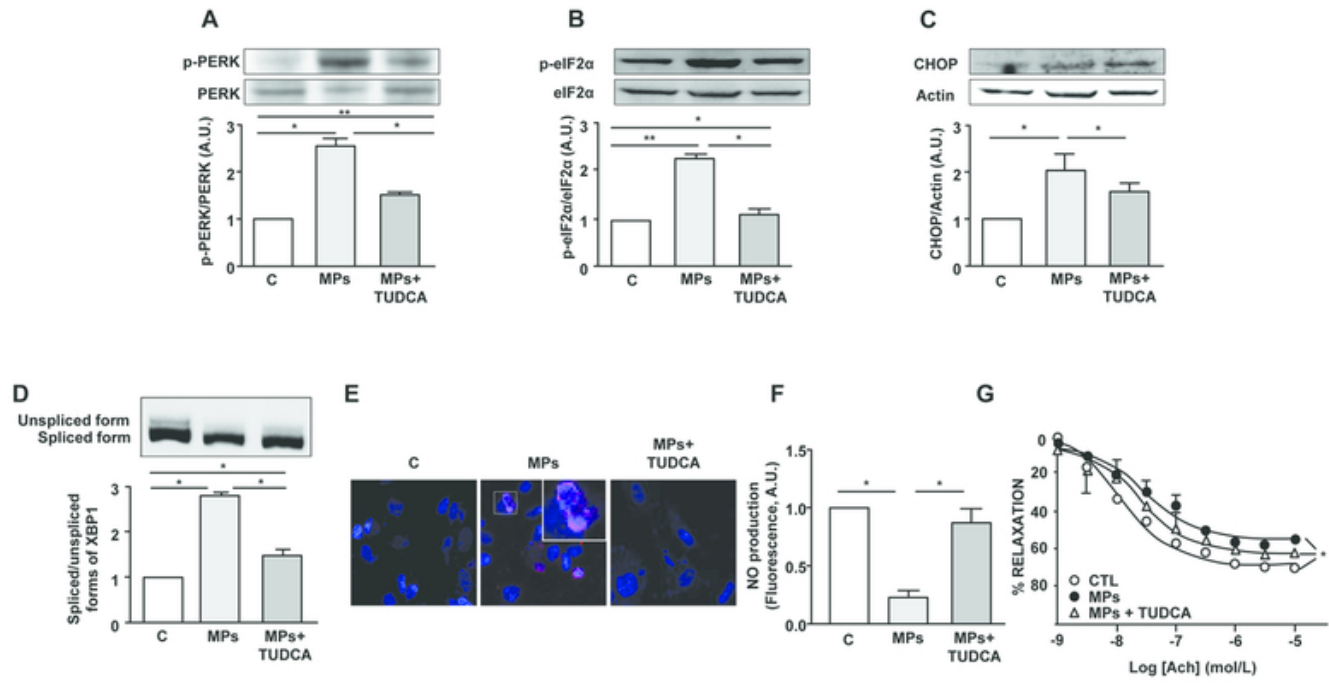 A
p-PERK
PERK
**
* *
p-PERK/PERK (A.U.)
3
2
1
0
C MPs MPs+
TUDCA
B
p-eIF2α
eIF2α
*
** *
p-eIF2α/eIF2α (A.U.)
3
2
1
0
C MPs MPs+
TUDCA
C
CHOP
Actin
* *
CHOP/Actin (A.U.)
3
2
1
0
C MPs MPs+
TUDCA
D
Unspliced form
Spliced form
*
* *
Spliced/unspliced
forms of XBP1
3
2
1
0
C MPs MPs+
TUDCA
E
C MPs MPs+
TUDCA
F
* *
NO production
(Fluorescence, A.U.)
1.5
1.0
0.5
0.0
C MPs MPs+
TUDCA
G
% RELAXATION
0
20
40
60
80
*
CTL
MPs
MPs + TUDCA
-9 -8 -7 -6 -5
Log [Ach] (mol/L)